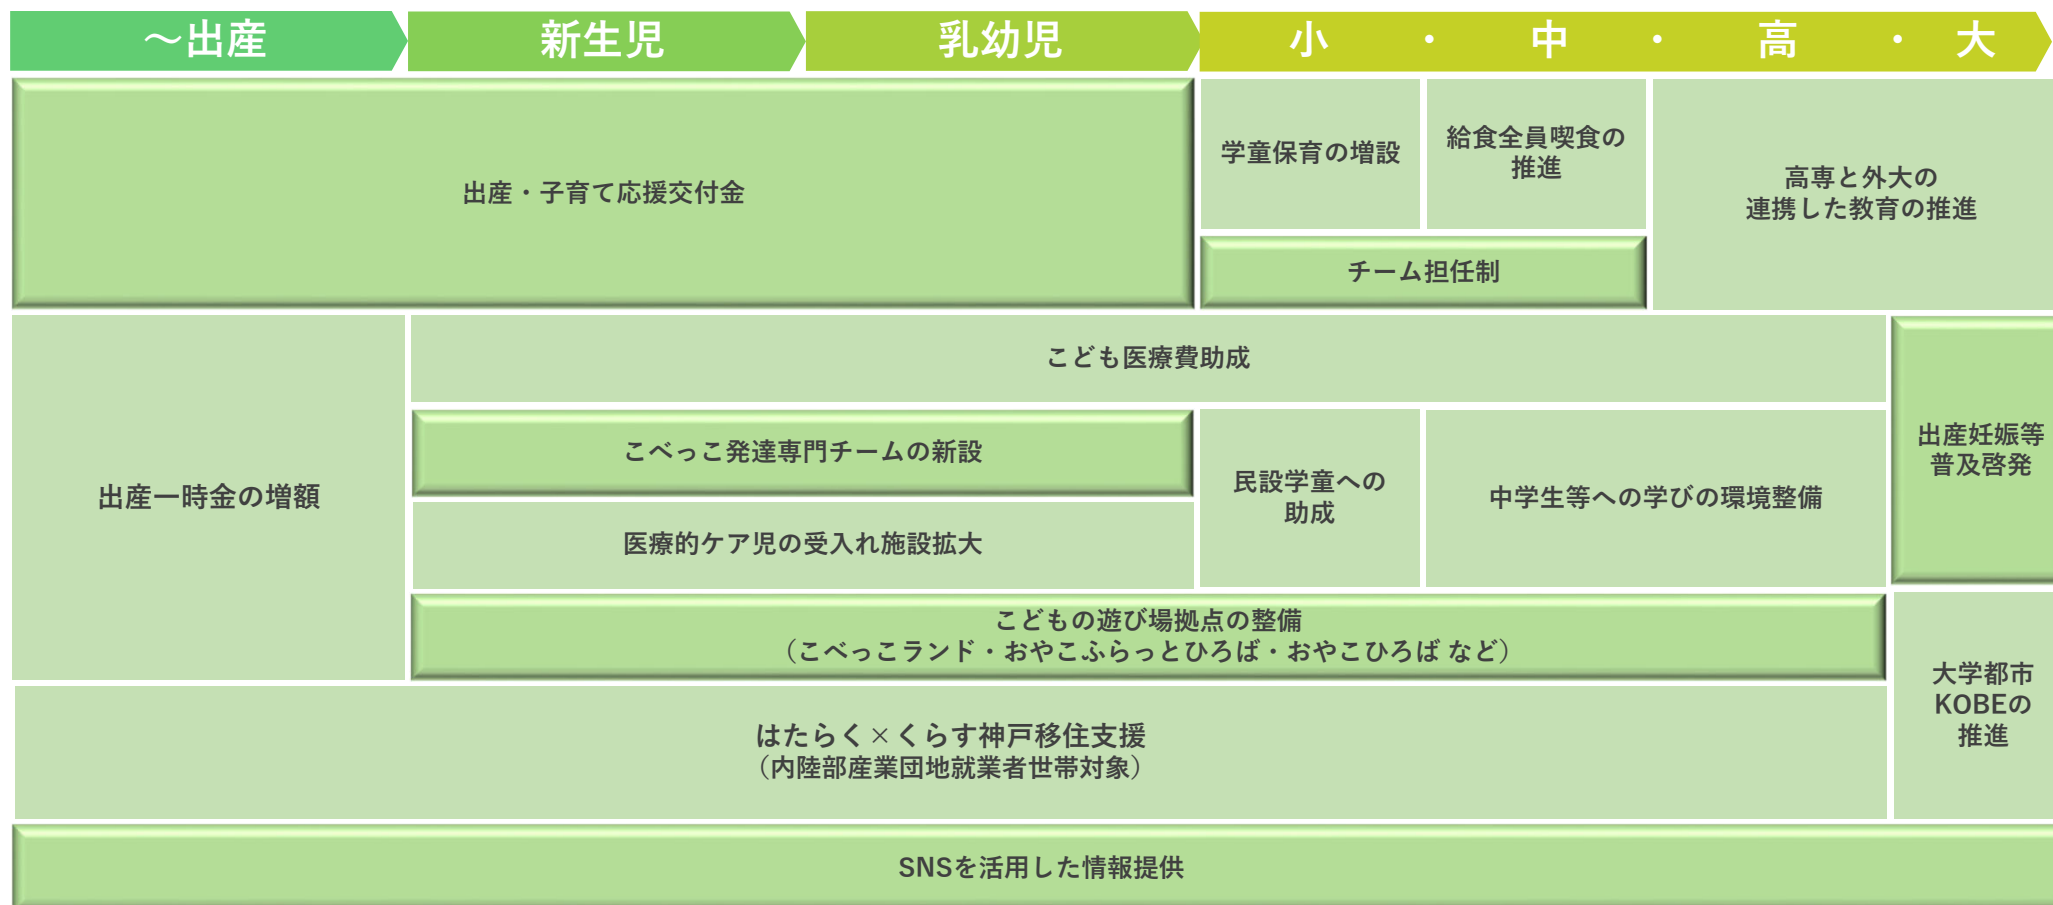 ～出産
新生児
乳幼児
小 ・ 中 ・ 高 ・ 大
出産・子育て応援交付金
学童保育の増設
給食全員喫食の
推進
高専と外大の
連携した教育の推進
チーム担任制
出産一時金の増額
こども医療費助成
こべっこ発達専門チームの新設
医療的ケア児の受入れ施設拡大
民設学童への
助成
中学生等への学びの環境整備
出産妊娠等
普及啓発
こどもの遊び場拠点の整備
（こべっこランド・おやこふらっとひろば・おやこひろば など）
はたらく×くらす神戸移住支援
（内陸部産業団地就業者世帯対象）
大学都市
KOBEの
推進
SNSを活用した情報提供